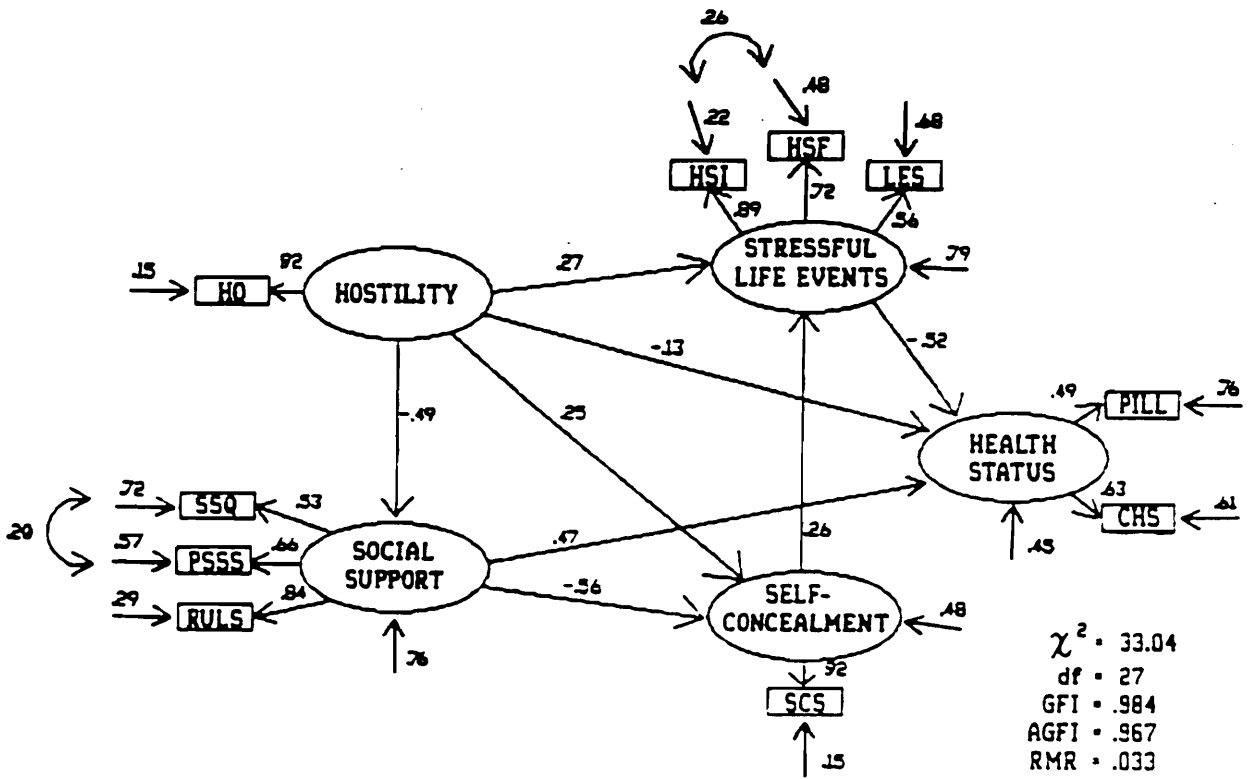 .26
.48
.22
.68
HSF
HSI
LES
.89
.72
.56
STRESSFUL
LIFE EVENTS
.79
.15
.92
HO
HOSTILITY
.27
-.13
-.52
-.49
.25
.49
PILL
.76
HEALTH
STATUS
.63
CHS
.61
.45
.20
.72
SSQ
.53
.57
PSSS
.66
.29
RULS
.84
SOCIAL
SUPPORT
.76
.47
-.56
.26
SELF-
CONCEALMENT
.48
.92
SCS
.15
χ² = 33.04
df = 27
GFI = .984
AGFI = .967
RMR = .033